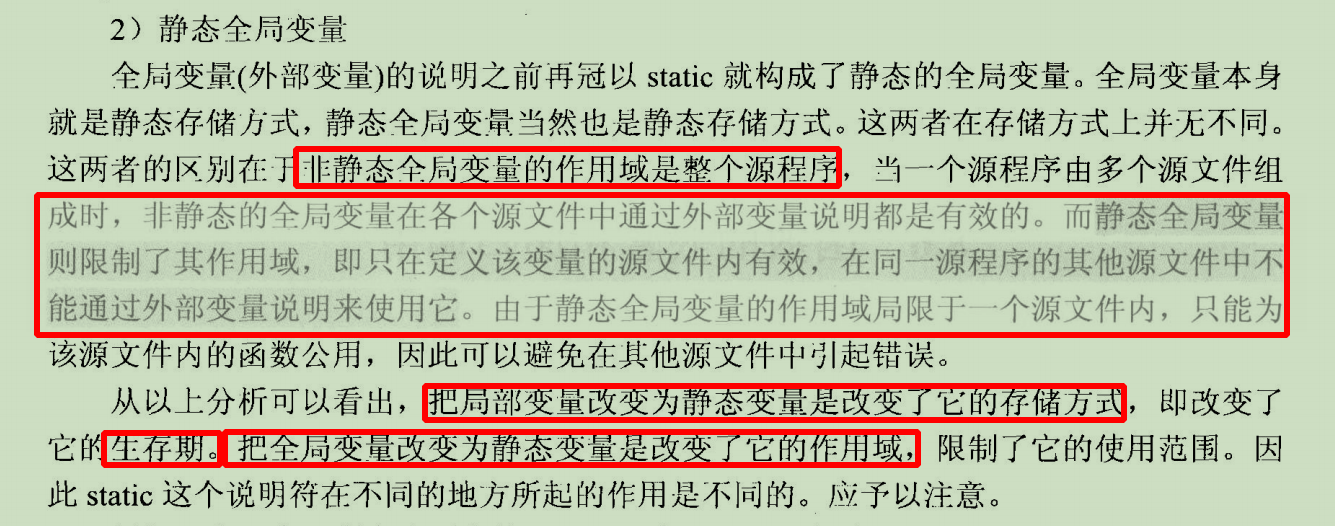 2）静态全局变量
全局变量(外部变量)的说明之前再冠以 static 就构成了静态的全局变量。全局变量本身
就是静态存储方式，静态全局变量当然也是静态存储方式。这两者在存储方式上并无不同。
这两者的区别在于非静态全局变量的作用域是整个源程序，当一个源程序由多个源文件组
成时，非静态的全局变量在各个源文件中通过外部变量说明都是有效的。而静态全局变量
则限制了其作用域，即只在定义该变量的源文件内有效，在同一源程序的其他源文件中不
能通过外部变量说明来使用它。由于静态全局变量的作用域局限于一个源文件内，只能为
该源文件内的函数公用，因此可以避免在其他源文件中引起错误。
从以上分析可以看出，把局部变量改变为静态变量是改变了它的存储方式，即改变了
它的生存期。把全局变量改变为静态变量是改变了它的作用域，限制了它的使用范围。因
此 static 这个说明符在不同的地方所起的作用是不同的。应予以注意。